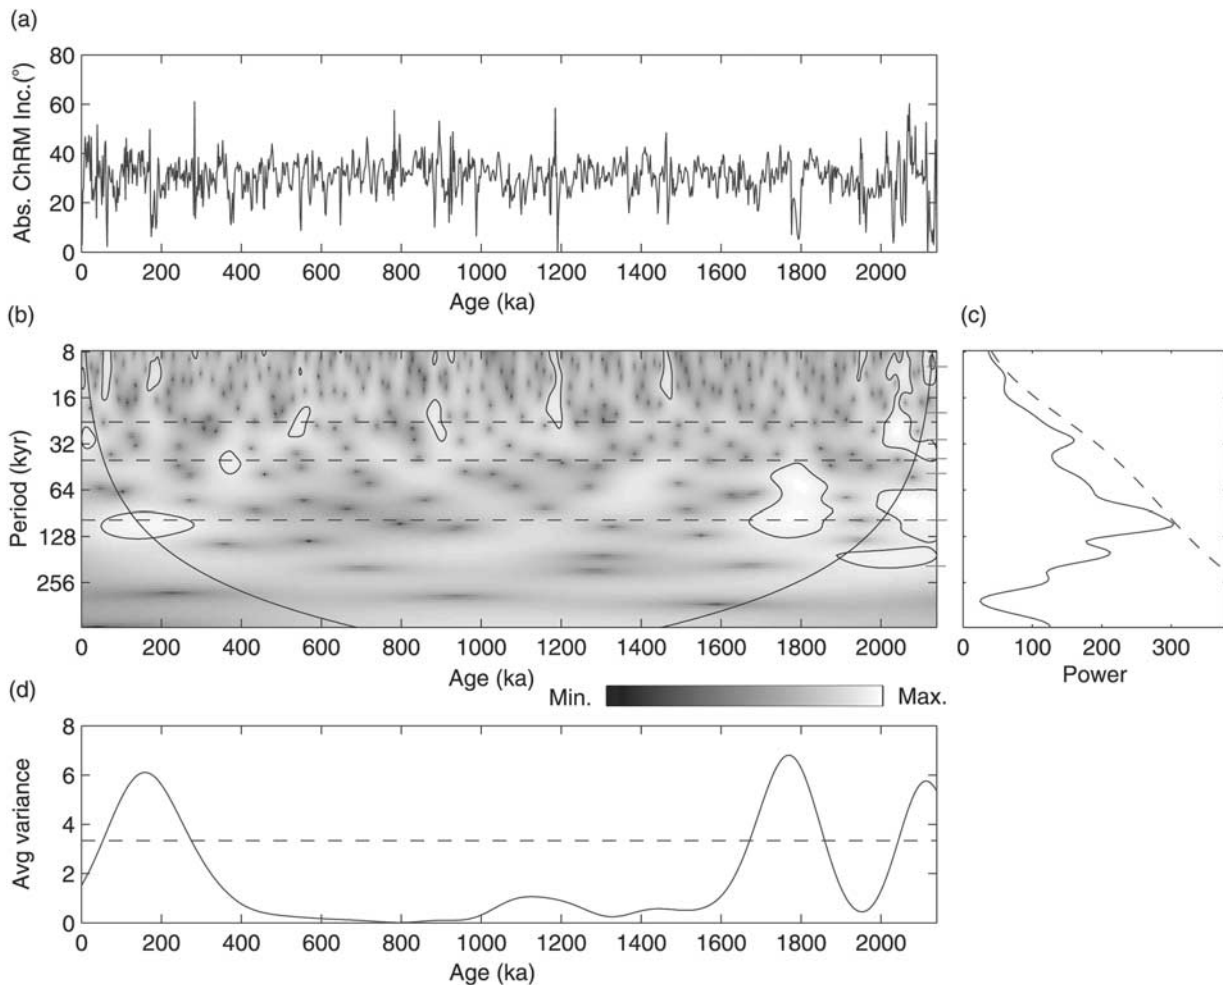 (a)
80
60
40
20
0
Abs. ChRM Inc.(°)
0 200 400 600 800 1000 1200 1400 1600 1800 2000
Age (ka)
(b)
8
16
32
64
128
256
Period (kyr)
0 200 400 600 800 1000 1200 1400 1600 1800 2000
Age (ka)
(c)
0 100 200 300
Power
Min. Max.
(d)
8
6
4
2
0
Avg variance
0 200 400 600 800 1000 1200 1400 1600 1800 2000
Age (ka)